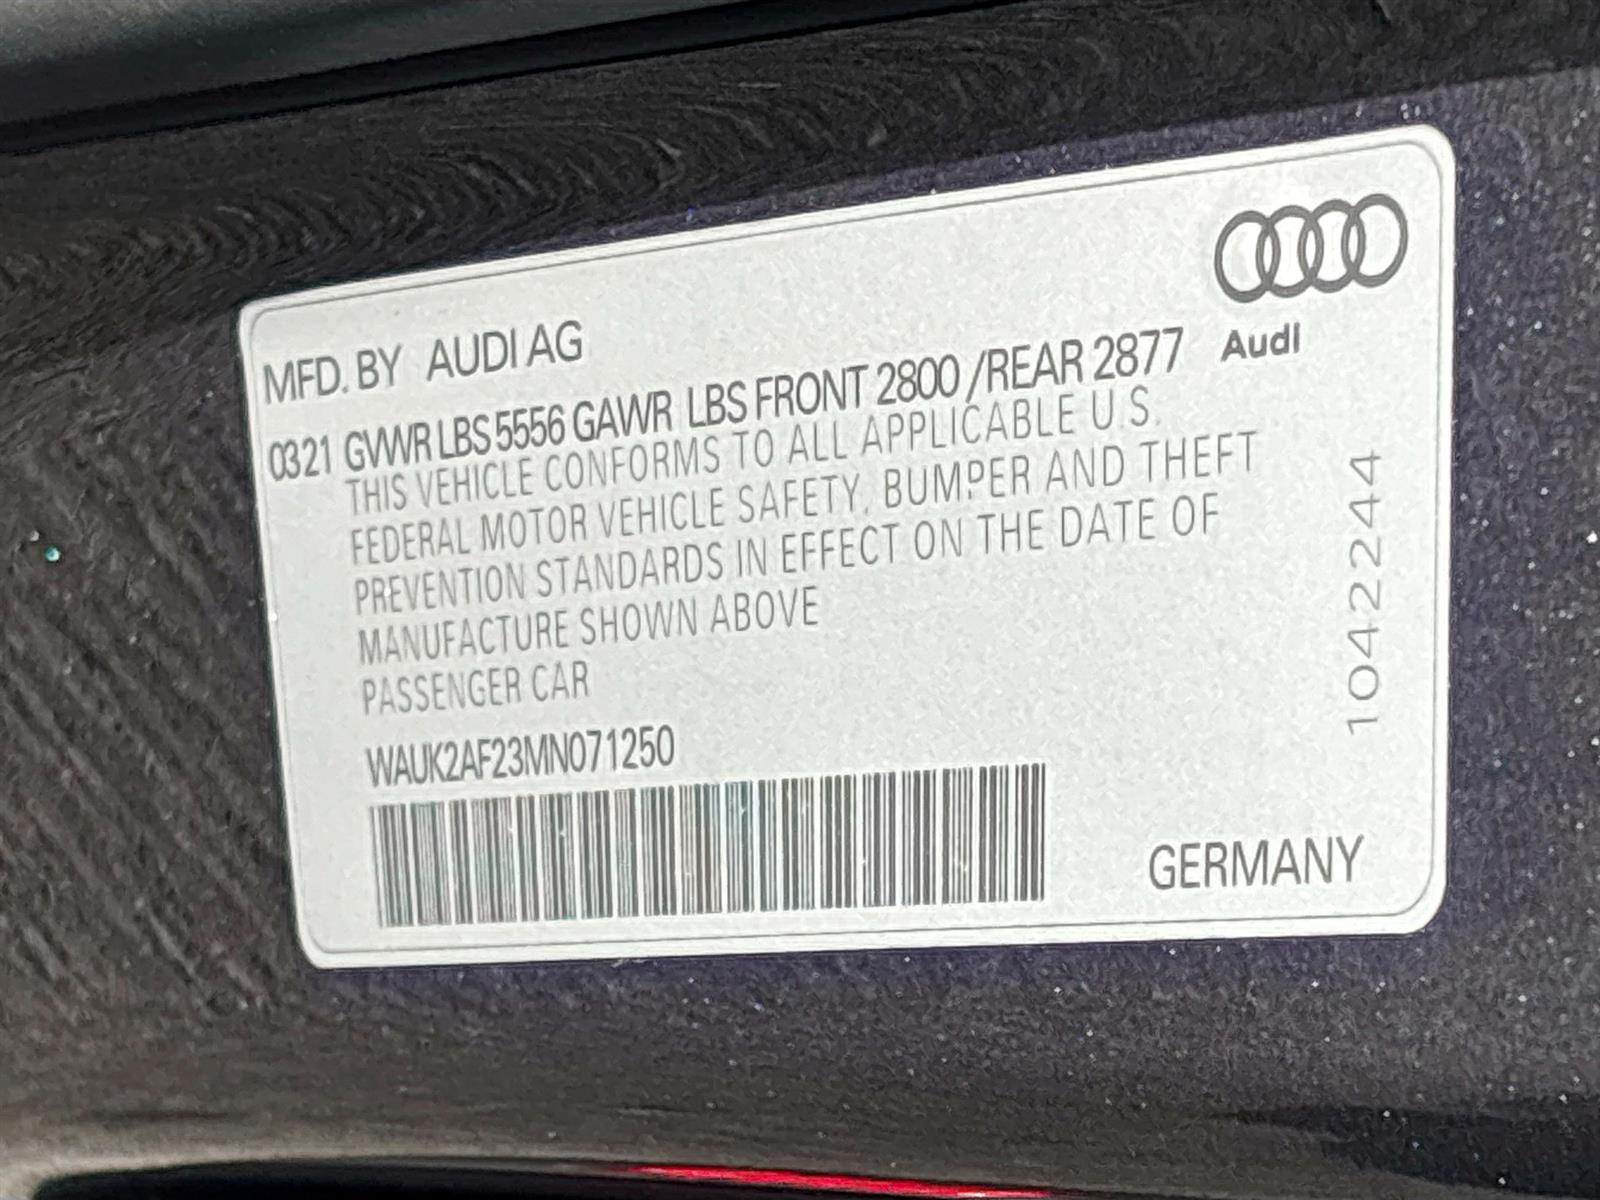 MFD. BY AUDI AG
Audi
0321 GVWR LBS 5556 GAWR LBS FRONT 2800 /REAR 2877
THIS VEHICLE CONFORMS TO ALL APPLICABLE U.S.
FEDERAL MOTOR VEHICLE SAFETY, BUMPER AND THEFT
PREVENTION STANDARDS IN EFFECT ON THE DATE OF
MANUFACTURE SHOWN ABOVE
PASSENGER CAR
WAUK2AF23MN071250
GERMANY
1042244